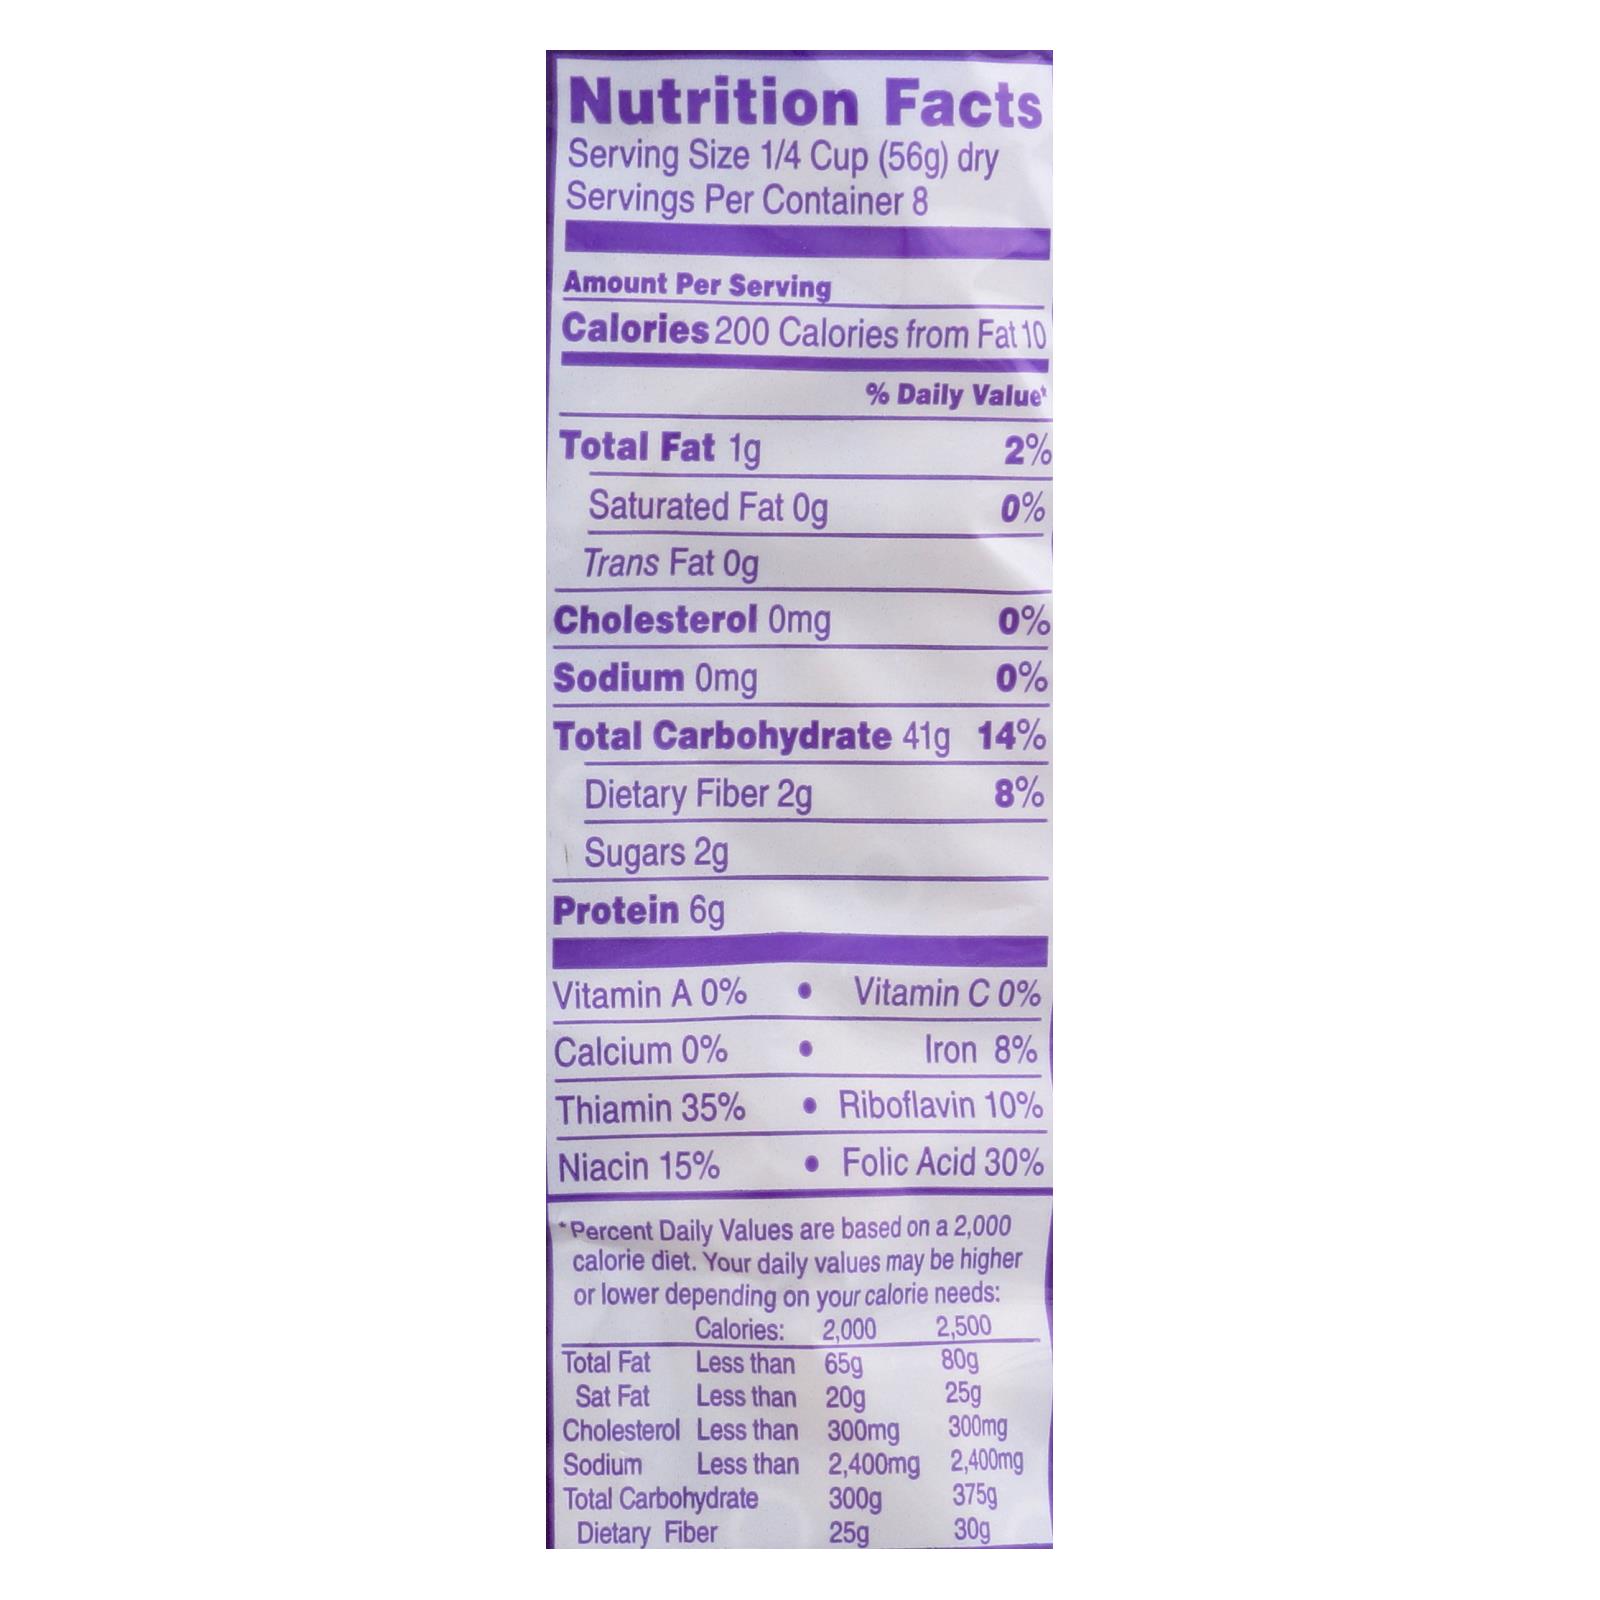 Nutrition Facts
Serving Size 1/4 Cup (56g) dry
Servings Per Container 8
Amount Per Serving
Calories 200 Calories from Fat 10
% Daily Value*
Total Fat 1g 2%
Saturated Fat 0g 0%
Trans Fat 0g
Cholesterol 0mg 0%
Sodium 0mg 0%
Total Carbohydrate 41g 14%
Dietary Fiber 2g 8%
Sugars 2g
Protein 6g
Vitamin A 0% • Vitamin C 0%
Calcium 0% • Iron 8%
Thiamin 35% • Riboflavin 10%
Niacin 15% • Folic Acid 30%
*Percent Daily Values are based on a 2,000
calorie diet. Your daily values may be higher
or lower depending on your calorie needs:
Calories: 2,000 2,500
Total Fat Less than 65g 80g
Sat Fat Less than 20g 25g
Cholesterol Less than 300mg 300mg
Sodium Less than 2,400mg 2,400mg
Total Carbohydrate 300g 375g
Dietary Fiber 25g 30g